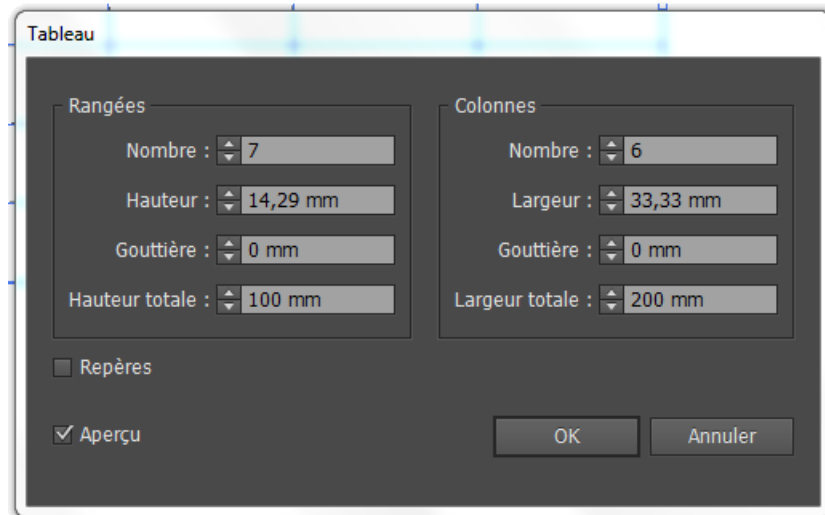 Tableau
Rangées
Nombre : 7
Hauteur : 14,29 mm
Gouttière : 0 mm
Hauteur totale : 100 mm
Colonnes
Nombre : 6
Largeur : 33,33 mm
Gouttière : 0 mm
Largeur totale : 200 mm
Repères
Aperçu
OK
Annuler